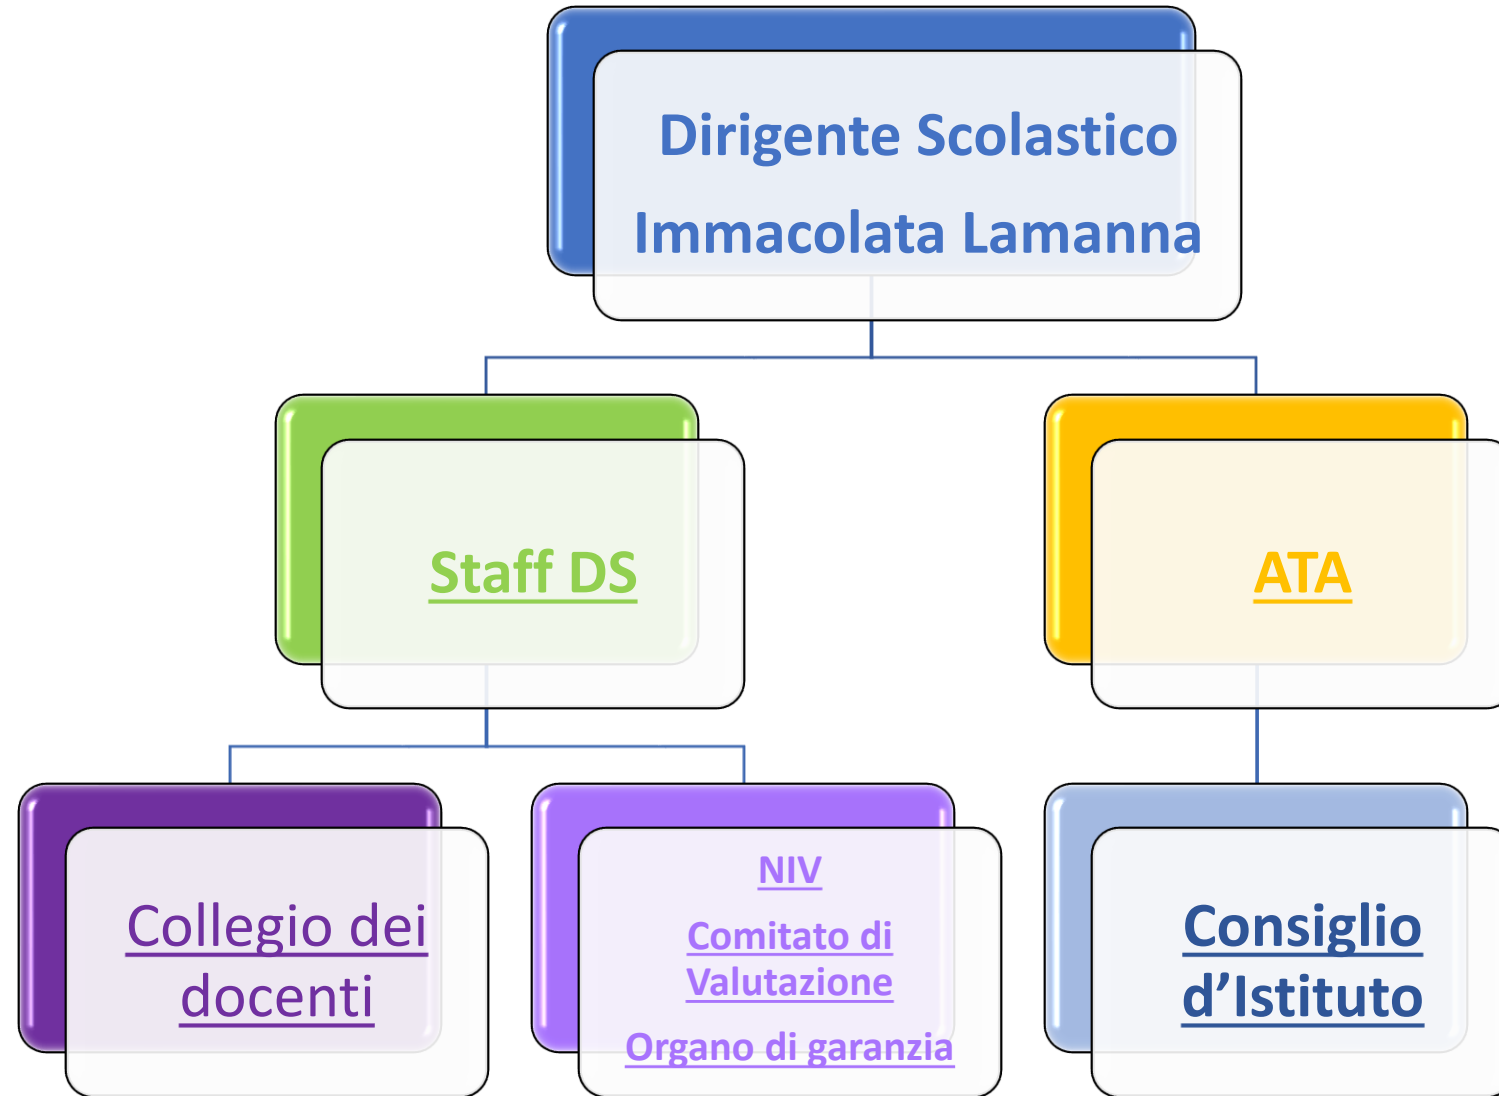 Dirigente Scolastico
Immacolata Lamanna
Staff DS
ATA
Collegio dei
docenti
NIV
Comitato di
Valutazione
Organo di garanzia
Consiglio
d’Istituto